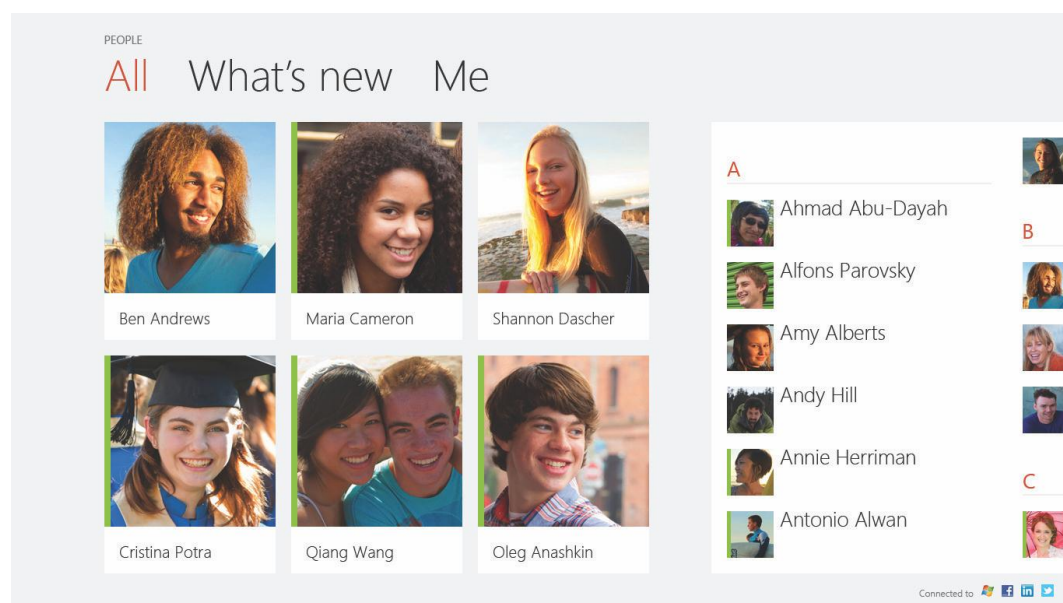 PEOPLE
All What's new Me
Ben Andrews
Maria Cameron
Shannon Dascher
Cristina Potra
Qiang Wang
Oleg Anashkin
A
Ahmad Abu-Dayah
Alfons Parovsky
Amy Alberts
Andy Hill
Annie Herriman
Antonio Alwan
B
C
Connected to